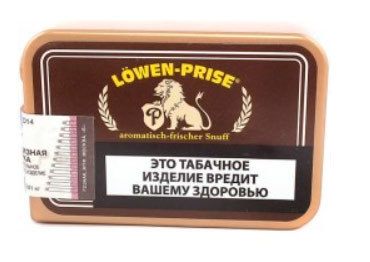 LÖWEN-PRISE®
P
aromatisch-frischer Snuff
ЭТО ТАБАЧНОЕ
ИЗДЕЛИЕ ВРЕДИТ
ВАШЕМУ ЗДОРОВЬЮ